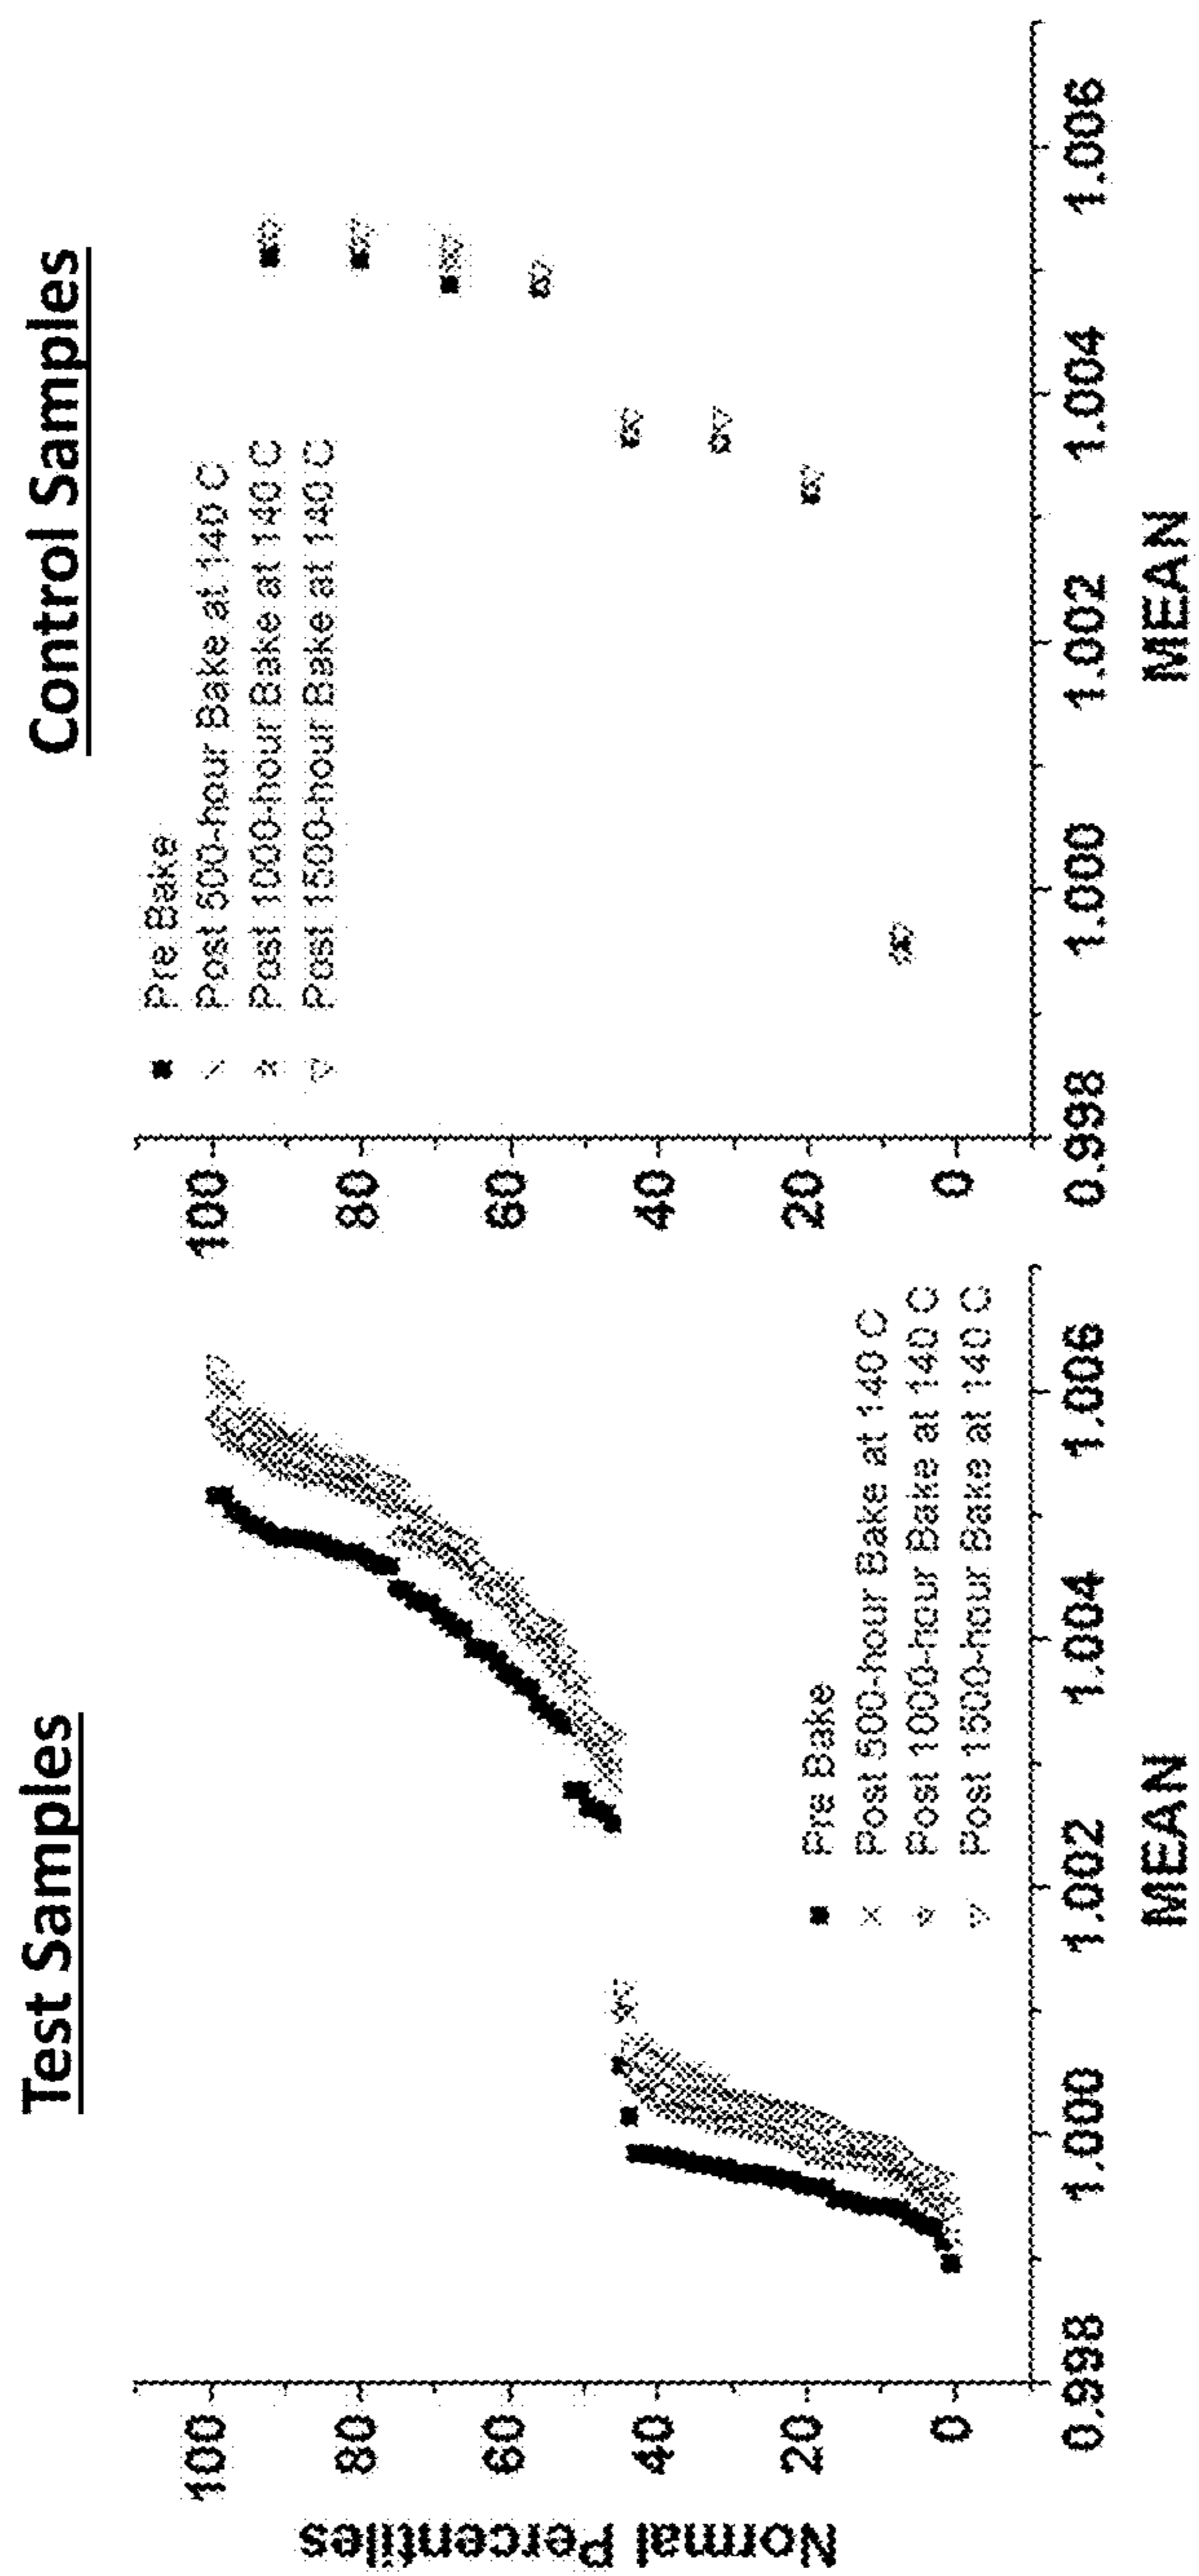 Test Samples
Normal Percentiles
100
80
60
40
20
0
Pre Bake
Post 500-hour Bake at 140 C
Post 1000-hour Bake at 140 C
Post 1500-hour Bake at 140 C
0.998
1.000
1.002
1.004
1.006
MEAN
Control Samples
100
80
60
40
20
0
Pre Bake
Post 500-hour Bake at 140 C
Post 1000-hour Bake at 140 C
Post 1500-hour Bake at 140 C
0.998
1.000
1.002
1.004
1.006
MEAN